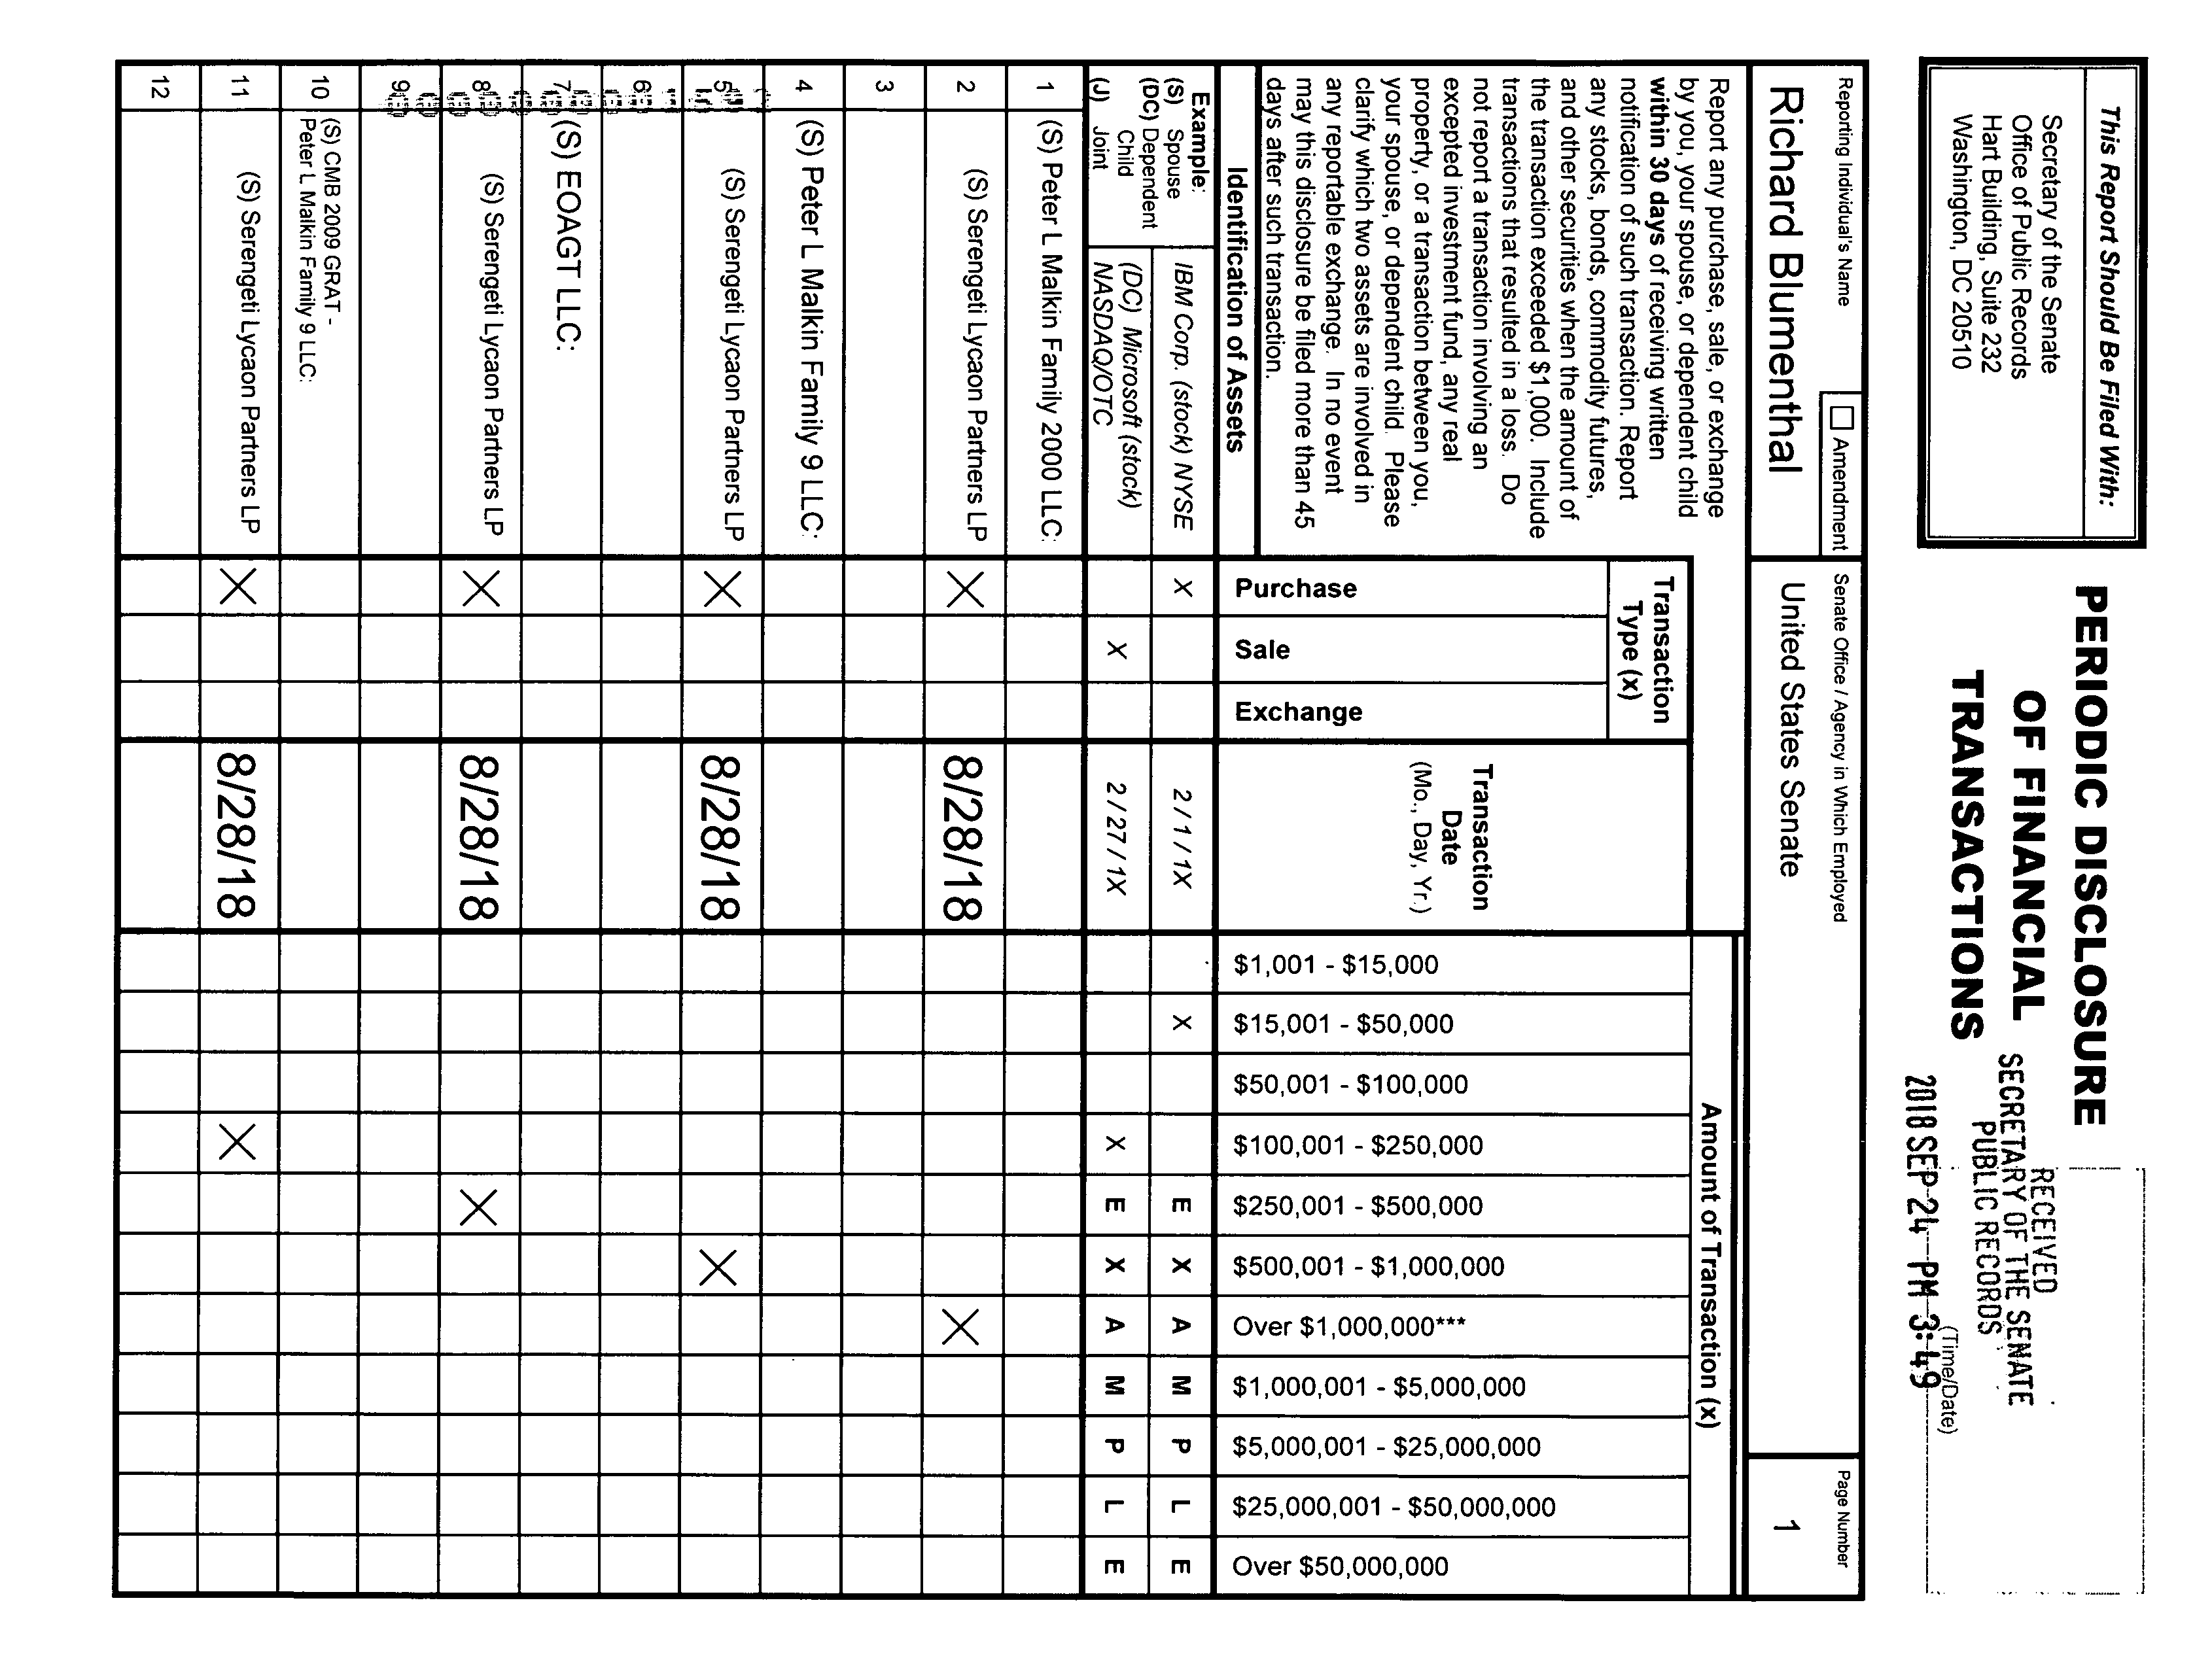 This Report Should Be Filed With:
Secretary of the Senate
Office of Public Records
Hart Building, Suite 232
Washington, DC 20510
PERIODIC DISCLOSURE
OF FINANCIAL
TRANSACTIONS
RECEIVED
SECRETARY OF THE SENATE
PUBLIC RECORDS
(Time/Date)
2018 SEP 24 PM 3:49
Reporting Individual's Name
Amendment
Senate Office / Agency in Which Employed
Page Number
Richard Blumenthal
United States Senate
1
Report any purchase, sale, or exchange
by you, your spouse, or dependent child
within 30 days of receiving written
notification of such transaction. Report
any stocks, bonds, commodity futures,
and other securities when the amount of
the transaction exceeded $1,000. Include
transactions that resulted in a loss. Do
not report a transaction involving an
excepted investment fund, any real
property, or a transaction between you,
your spouse, or dependent child. Please
clarify which two assets are involved in
any reportable exchange. In no event
may this disclosure be filed more than 45
days after such transaction.
Identification of Assets
Transaction
Type (x)
Purchase
Sale
Exchange
Transaction
Date
(Mo., Day, Yr.)
Amount of Transaction (x)
$1,001 - $15,000
$15,001 - $50,000
$50,001 - $100,000
$100,001 - $250,000
$250,001 - $500,000
$500,001 - $1,000,000
Over $1,000,000***
$1,000,001 - $5,000,000
$5,000,001 - $25,000,000
$25,000,001 - $50,000,000
Over $50,000,000
Example:
(S) Spouse
(DC) Dependent
Child
(J) Joint
IBM Corp. (stock) NYSE X 2 / 1 / 1X X E X A M P L E
(DC) Microsoft (stock)
NASDAQ/OTC X 2 / 27 / 1X X E X A M P L E
1 (S) Peter L Malkin Family 2000 LLC:
2 (S) Serengeti Lycaon Partners LP X 8/28/18 X
3
4 (S) Peter L Malkin Family 9 LLC:
5 (S) Serengeti Lycaon Partners LP X 8/28/18 X
6
7 (S) EOAGT LLC:
8 (S) Serengeti Lycaon Partners LP X 8/28/18 X
9
10 (S) CMB 2009 GRAT -
Peter L Malkin Family 9 LLC:
11 (S) Serengeti Lycaon Partners LP X 8/28/18 X
12